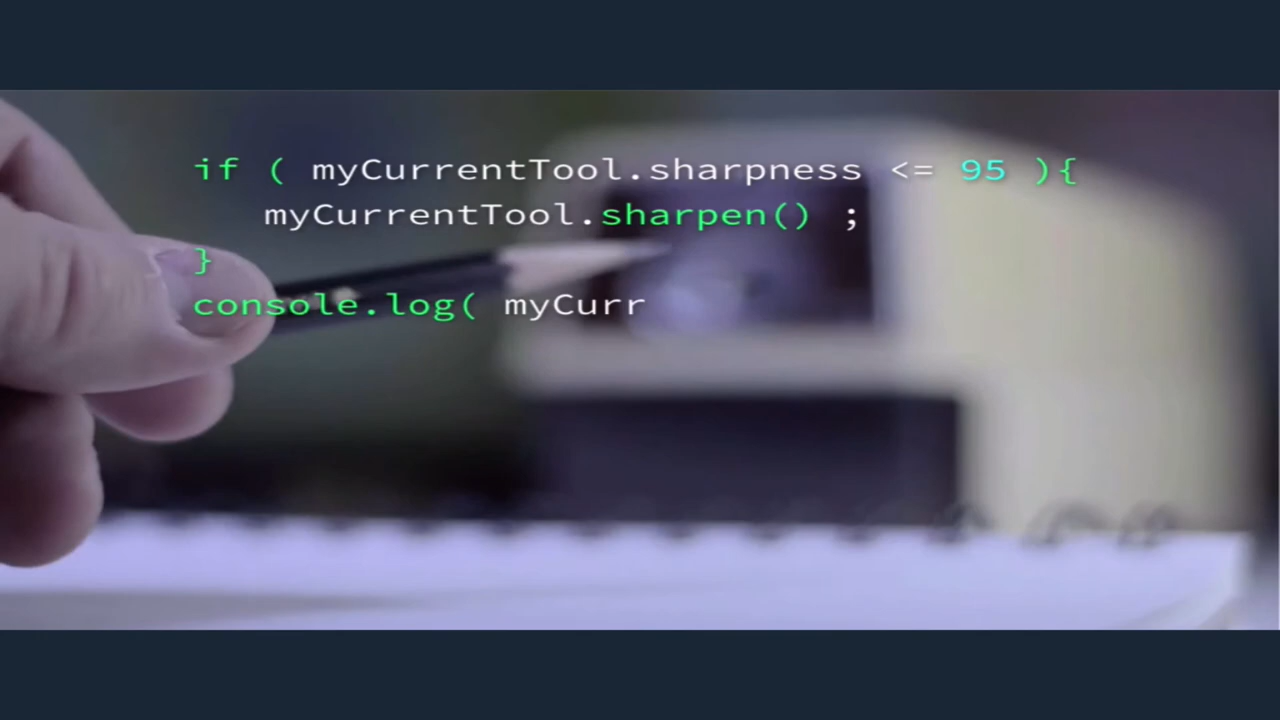 if ( myCurrentTool.sharpness <= 95 ){
myCurrentTool.sharpen() ;
}
console.log( myCurr